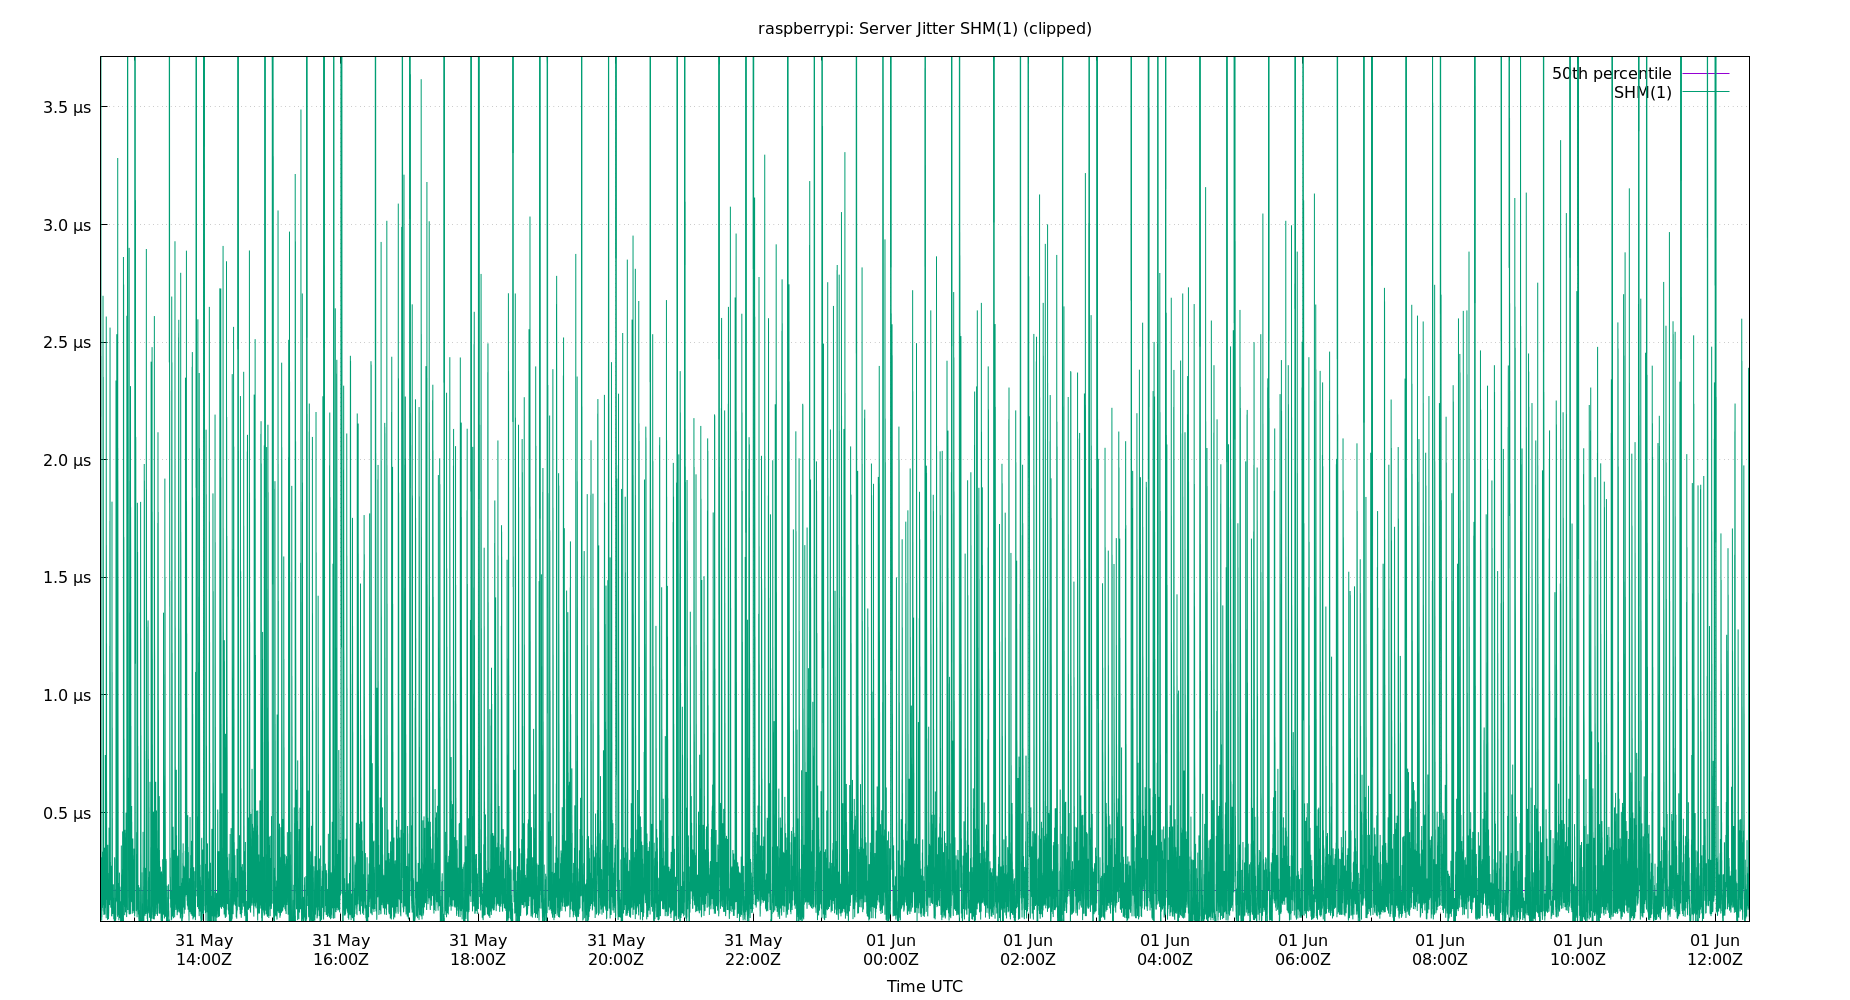 raspberrypi: Server Jitter SHM(1) (clipped)
50th percentile
SHM(1)
3.5 µs
3.0 µs
2.5 µs
2.0 µs
1.5 µs
1.0 µs
0.5 µs
31 May 31 May 31 May 31 May 31 May 01 Jun 01 Jun 01 Jun 01 Jun 01 Jun 01 Jun 01 Jun
14:00Z 16:00Z 18:00Z 20:00Z 22:00Z 00:00Z 02:00Z 04:00Z 06:00Z 08:00Z 10:00Z 12:00Z
Time UTC